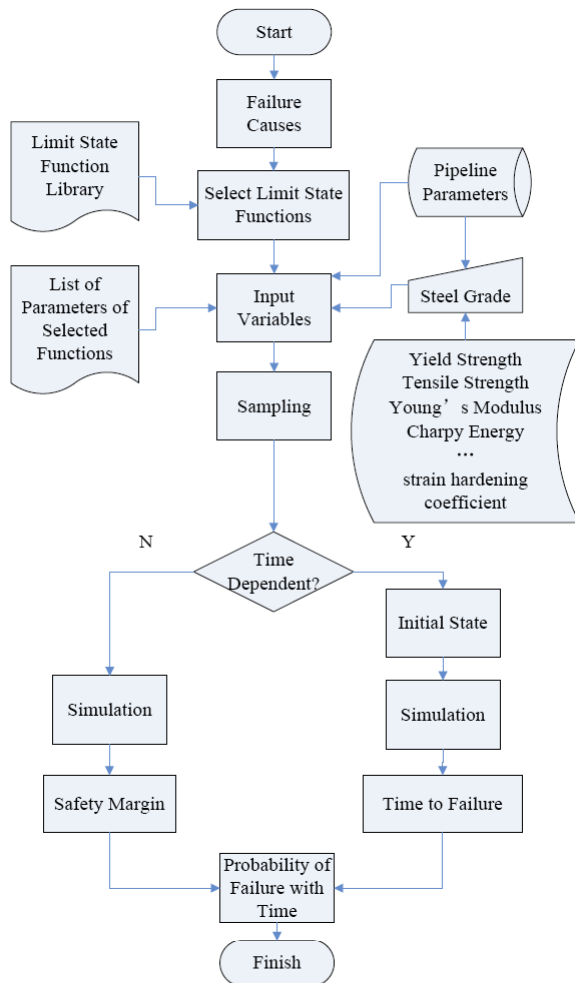 Start
Failure
Causes
Limit State
Function
Library
Select Limit State
Functions
Pipeline
Parameters
List of
Parameters of
Selected
Functions
Input
Variables
Steel Grade
Sampling
Yield Strength
Tensile Strength
Young’s Modulus
Charpy Energy
…
strain hardening
coefficient
N
Time
Dependent?
Y
Initial State
Simulation
Simulation
Safety Margin
Time to Failure
Probability of
Failure with
Time
Finish